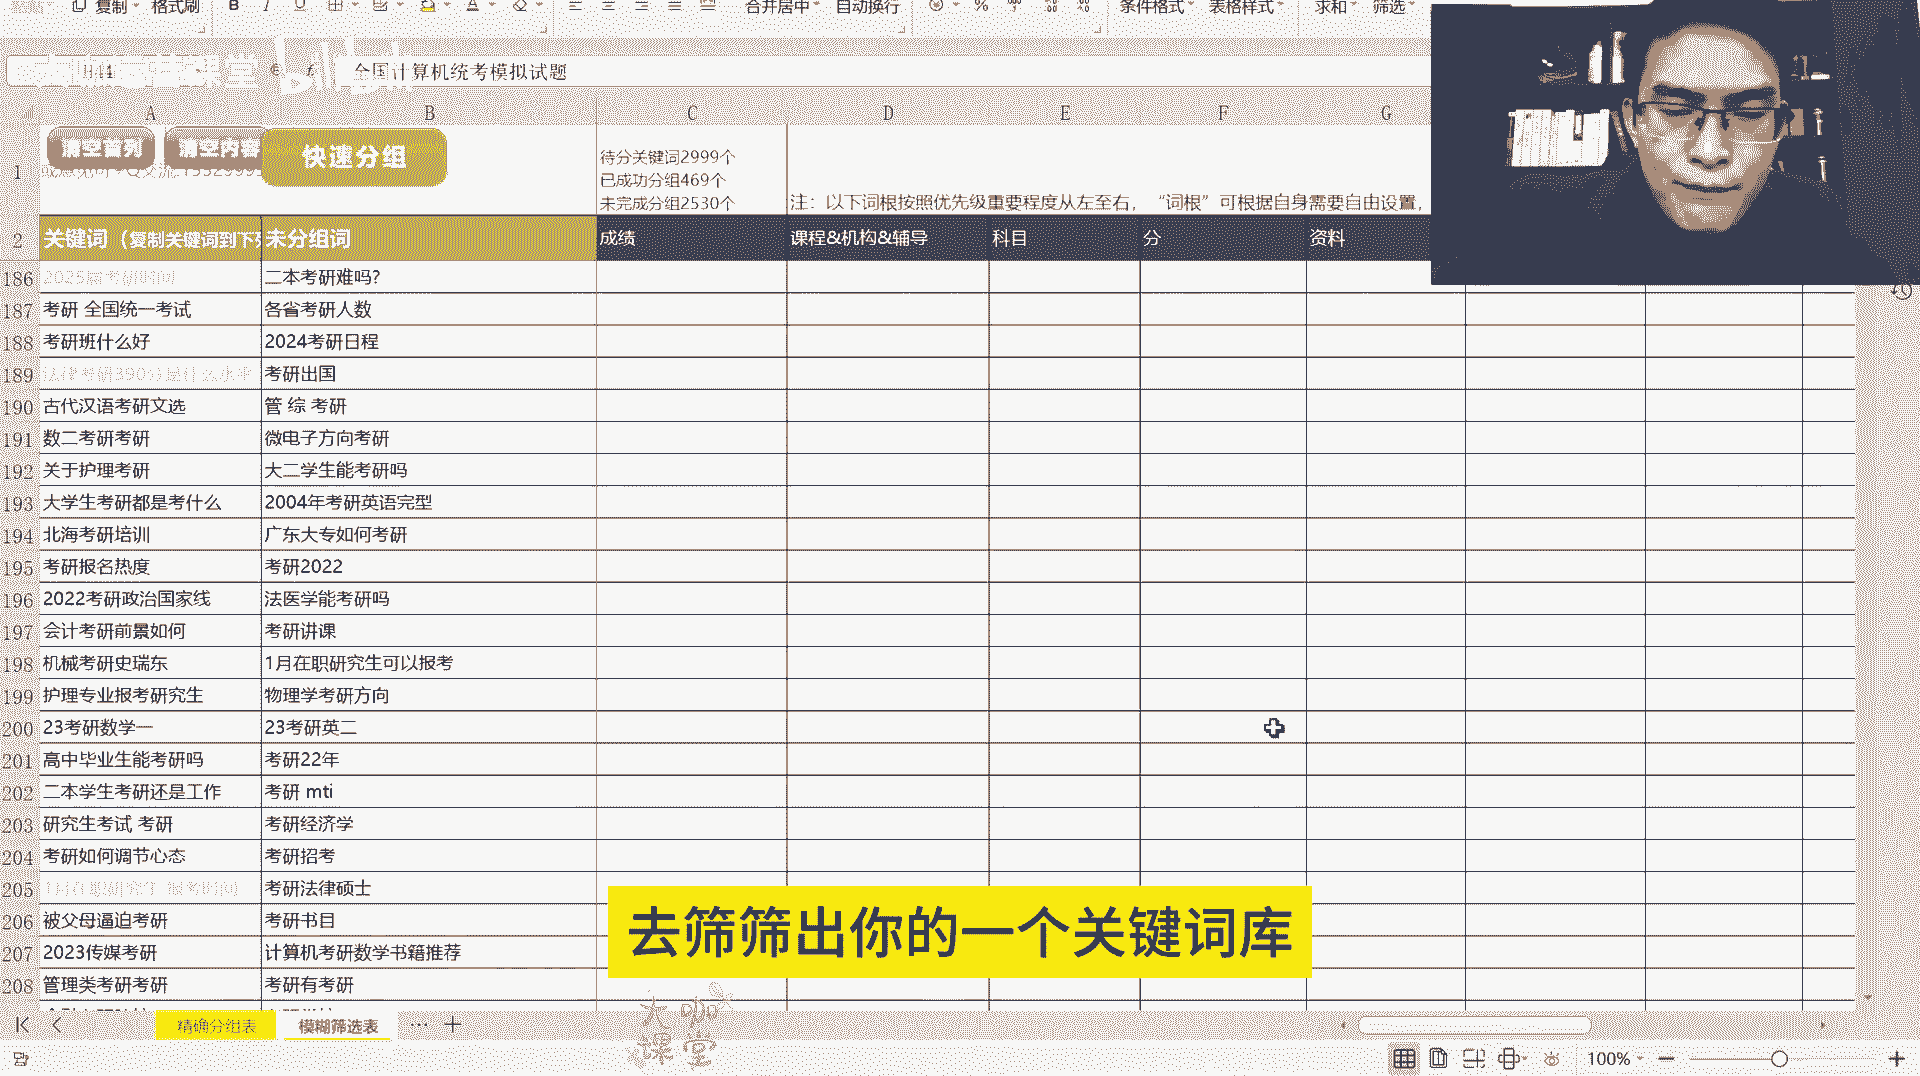 复制 格式刷 B I U 合并居中 自动换行 % 条件格式 表格样式 求和 筛选
全国计算机统考模拟试题
A B C D E F G
清空首列 清空内容 快速分组
1
待分关键词2999个
已成功分组469个
未完成分组2530个
注：以下词根按照优先级重要程度从左至右，“词根”可根据自身需要自由设置，
2 关键词（复制关键词到下列 未分组词 成绩 课程&机构&辅导 科目 分 资料
186 二本考研难吗?
187 考研 全国统一考试 各省考研人数
188 考研班什么好 2024考研日程
189 法律考研390分是什么水平 考研出国
190 古代汉语考研文选 管 综 考研
191 数二考研考研 微电子方向考研
192 关于护理考研 大二学生能考研吗
193 大学生考研都是考什么 2004年考研英语完型
194 北海考研培训 广东大专如何考研
195 考研报名热度 考研2022
196 2022考研政治国家线 法医学能考研吗
197 会计考研前景如何 考研讲课
198 机械考研史瑞东 1月在职研究生可以报考
199 护理专业报考研究生 物理学考研方向
200 23考研数学一 23考研英二
201 高中毕业生能考研吗 考研22年
202 二本学生考研还是工作 考研 mti
203 研究生考试 考研 考研经济学
204 考研如何调节心态 考研招考
205 考研法律硕士
206 被父母逼迫考研 考研书目
207 2023传媒考研 计算机考研数学书籍推荐
208 管理类考研考研 考研有考研
去筛筛出你的一个关键词库
精确分组表 模糊筛选表
大咖课堂
100%